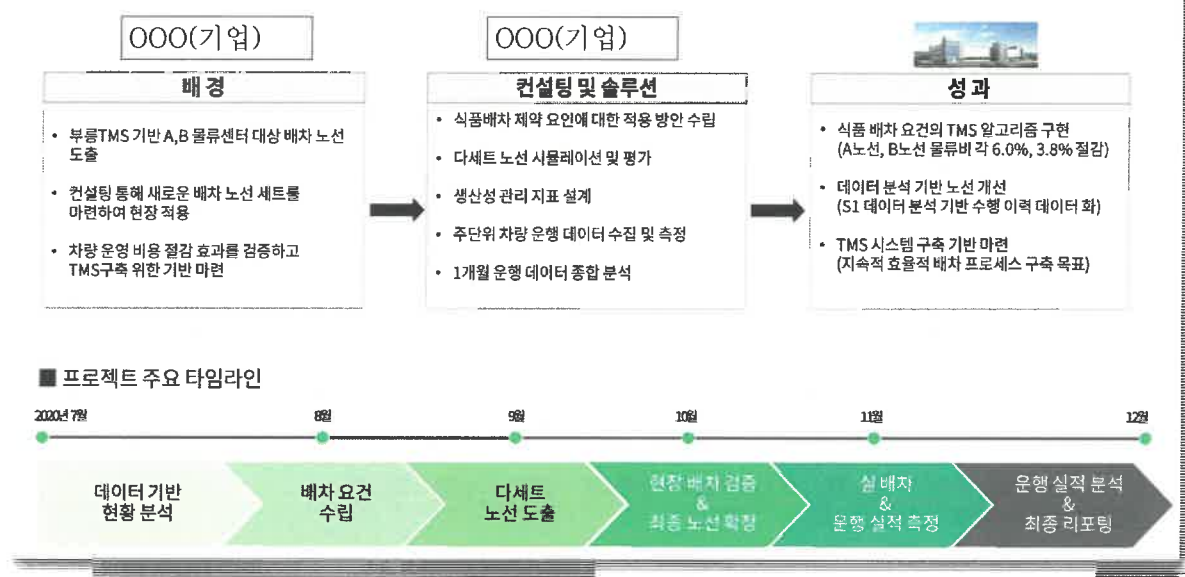 OOO(기업)
배경
• 부릉TMS 기반 A,B 물류센터 대상 배차 노선
도출
• 컨설팅 통해 새로운 배차 노선 세트를
마련하여 현장 적용
• 차량 운영 비용 절감 효과를 검증하고
TMS구축 위한 기반 마련
OOO(기업)
컨설팅 및 솔루션
• 식품배차 제약 요인에 대한 적용 방안 수립
• 다세트 노선 시뮬레이션 및 평가
• 생산성 관리 지표 설계
• 주단위 차량 운행 데이터 수집 및 측정
• 1개월 운행 데이터 종합 분석
성과
• 식품 배차 요건의 TMS 알고리즘 구현
(A노선, B노선 물류비 각 6.0%, 3.8% 절감)
• 데이터 분석 기반 노선 개선
(S1 데이터 분석 기반 수행 이력 데이터 화)
• TMS 시스템 구축 기반 마련
(지속적 효율적 배차 프로세스 구축 목표)
■ 프로젝트 주요 타임라인
2020년 7월 8월 9월 10월 11월 12월
데이터 기반
현황 분석
배차 요건
수립
다세트
노선 도출
현장 배차 검증
&
최종 노선 확정
실 배차
&
운행 실적 측정
운행 실적 분석
&
최종 리포팅